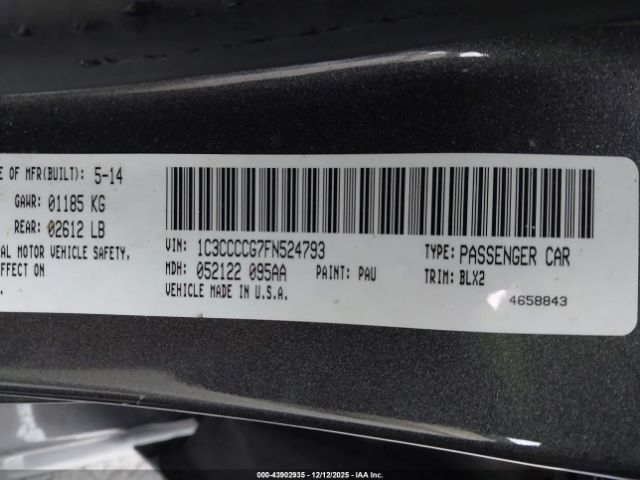 E OF MFR(BUILT): 5-14
GAWR: 01185 KG
REAR: 02612 LB
AL MOTOR VEHICLE SAFETY,
EFFECT ON
VIN: 1C3CCCCG7FN524793
TYPE: PASSENGER CAR
MDH: 052122 095AA
PAINT: PAU
TRIM: BLX2
VEHICLE MADE IN U.S.A.
4658843
000-43902935 - 12/12/2025 - IAA Inc.